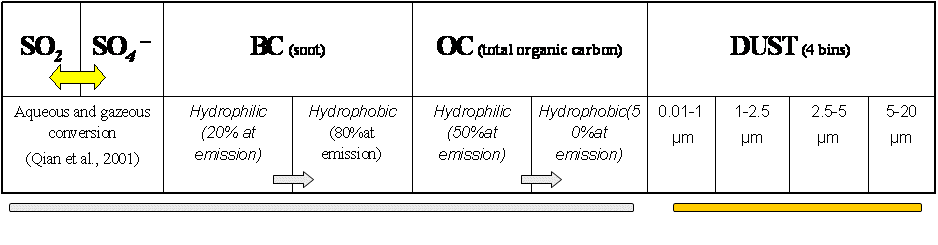 SO2 SO4 – BC (soot) OC (total organic carbon) DUST (4 bins)
Aqueous and gazeous
conversion
(Qian et al., 2001)
Hydrophilic
(20% at
emission)
Hydrophobic
(80%at
emission)
Hydrophilic
(50%at
emission)
Hydrophobic(5
0%at
emission)
0.01-1
µm
1-2.5
µm
2.5-5
µm
5-20
µm